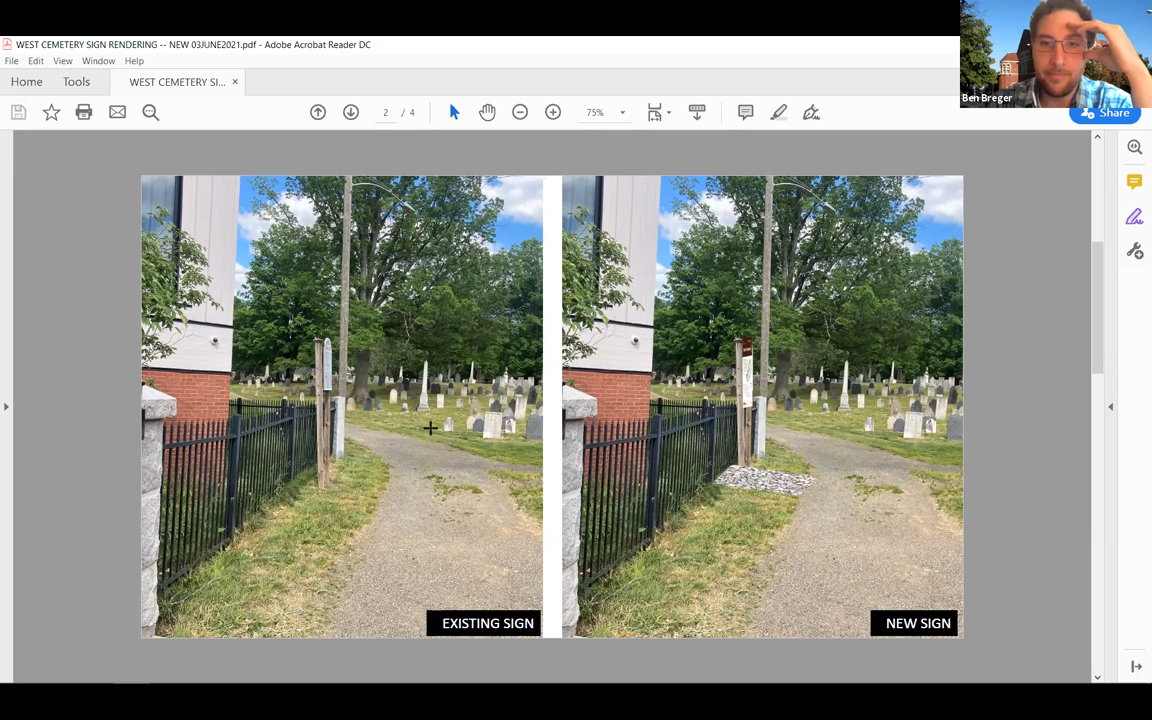 WEST CEMETERY SIGN RENDERING -- NEW 03JUNE2021.pdf - Adobe Acrobat Reader DC
File Edit View Window Help
Home Tools WEST CEMETERY SI... ×
2 / 4 75%
Ben Breger
Share
EXISTING SIGN
NEW SIGN